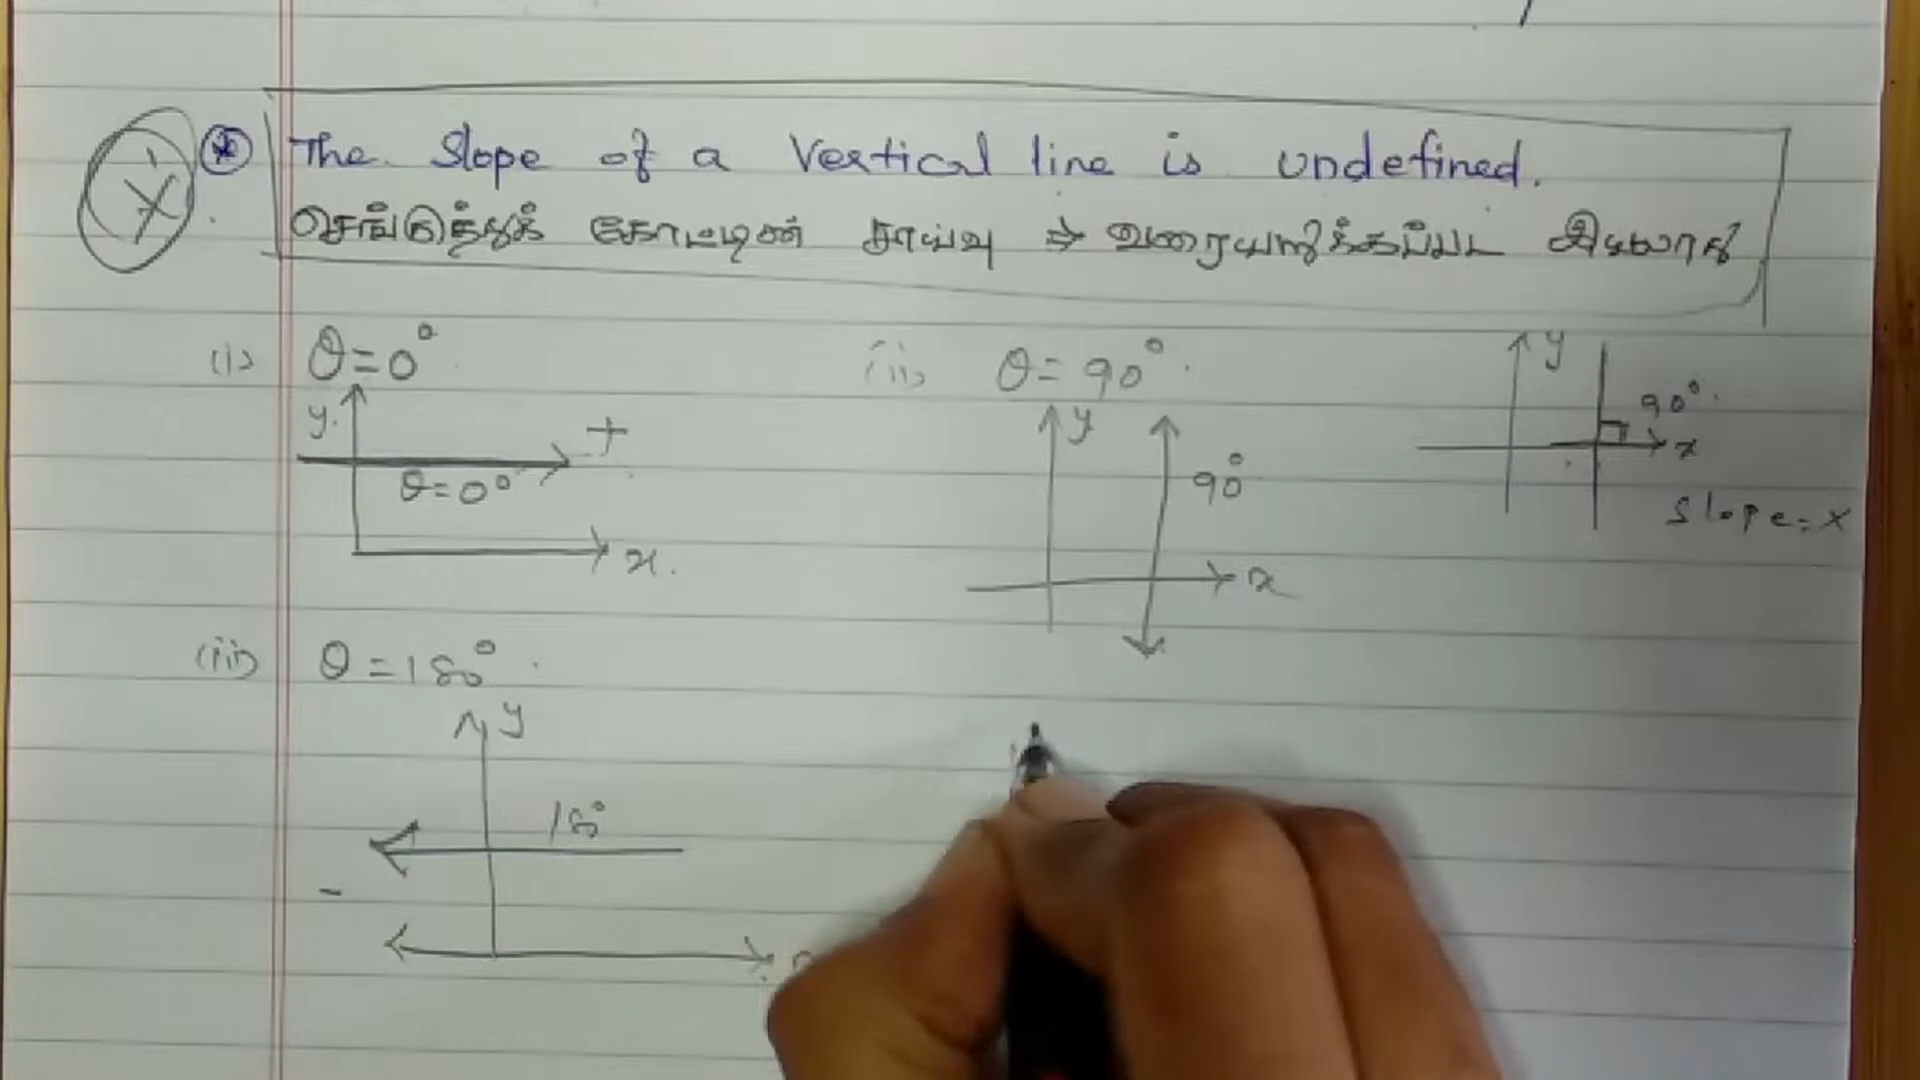 The Slope of a Vertical line is undefined.
செங்குத்துக் கோட்டின் சாய்வு ⇒ வரையறுக்கப்பட இயலாது
(i) θ = 0°
y
+
θ = 0°
x
(ii) θ = 90°
y
90°
x
y
90°
x
Slope = x
(iii) θ = 180°
y
180°
-